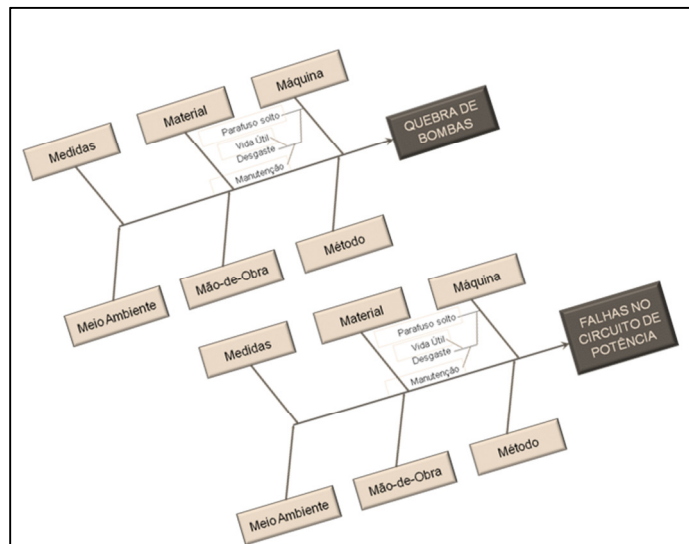 Máquina
Material
Medidas
Parafuso solto
Vida Útil
Desgaste
Manutenção
QUEBRA DE
BOMBAS
Meio Ambiente
Mão-de-Obra
Método
Máquina
Material
Medidas
Parafuso solto
Vida Útil
Desgaste
Manutenção
FALHAS NO
CIRCUITO DE
POTÊNCIA
Meio Ambiente
Mão-de-Obra
Método